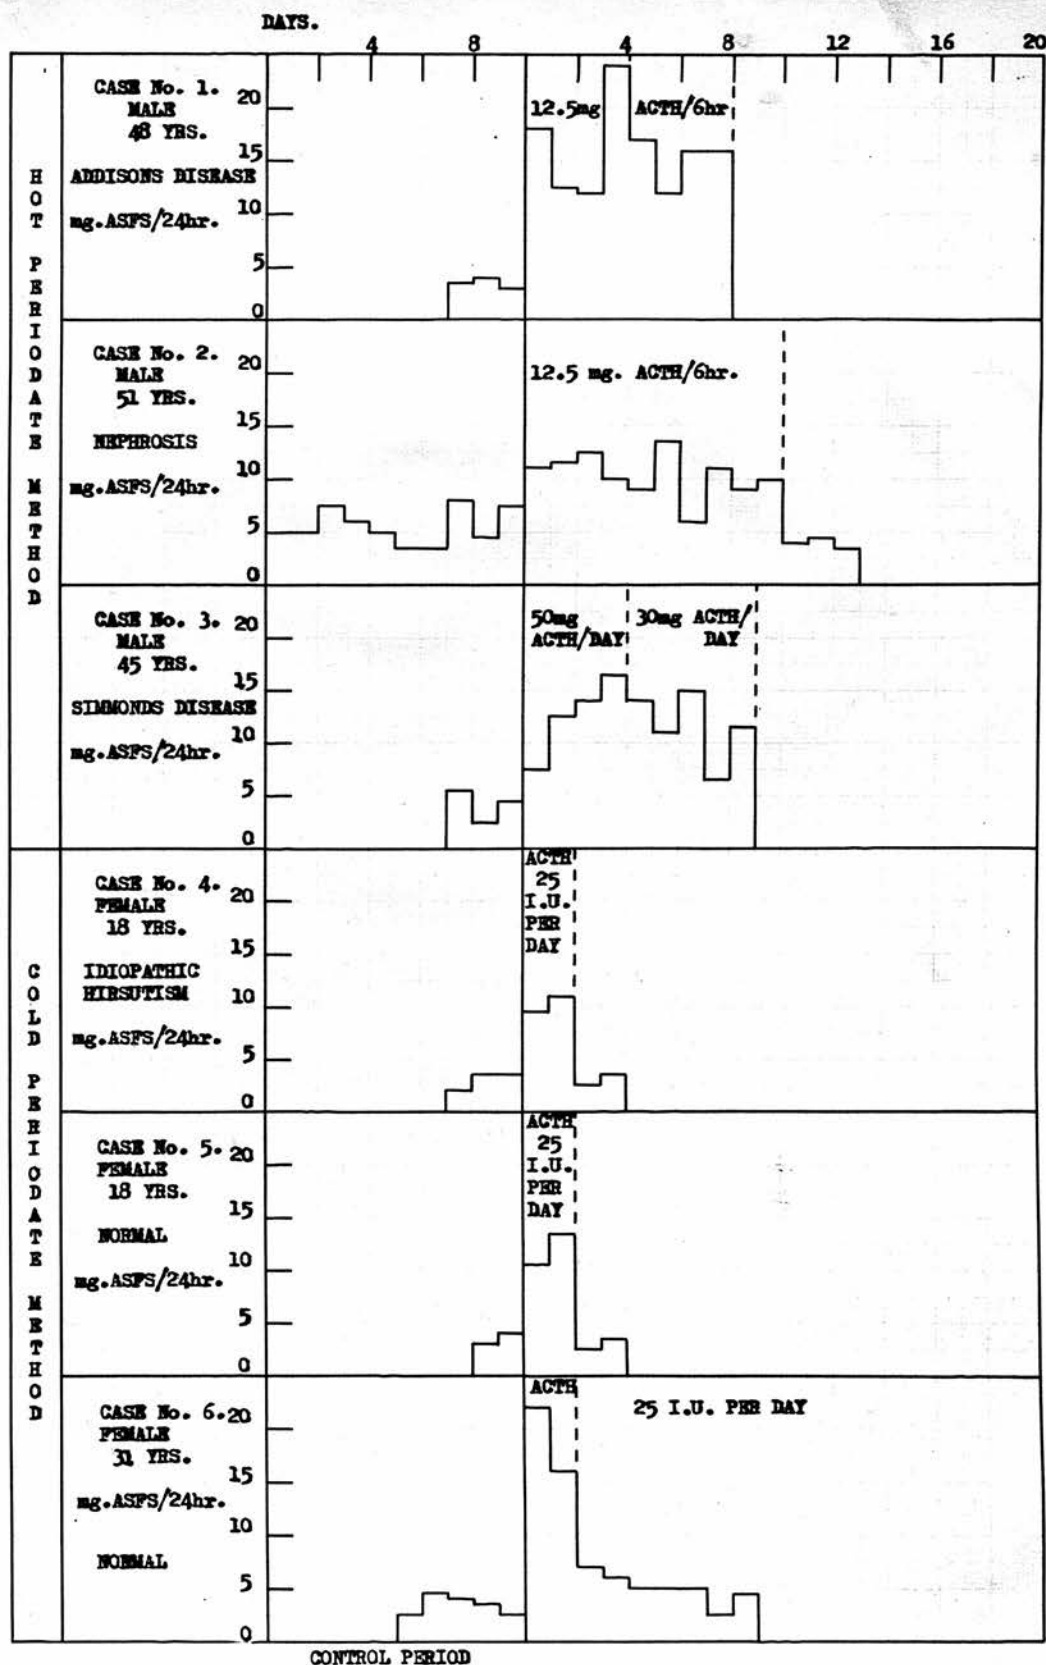 DAYS.
4 8 4 8 12 16 20
HOT PERIODATE METHOD
CASE No. 1.
MALE
48 YRS.
ADDISONS DISEASE
mg.ASFS/24hr.
20
15
10
5
0
12.5mg ACTH/6hr
CASE No. 2.
MALE
51 YRS.
NEPHROSIS
mg.ASFS/24hr.
20
15
10
5
0
12.5 mg. ACTH/6hr.
CASE No. 3.
MALE
45 YRS.
SIMMONDS DISEASE
mg.ASFS/24hr.
20
15
10
5
0
50mg
ACTH/DAY
30mg ACTH/
DAY
COLD PERIODATE METHOD
CASE No. 4.
FEMALE
18 YRS.
IDIOPATHIC
HIRSUTISM
mg.ASFS/24hr.
20
15
10
5
0
ACTH
25
I.U.
PER
DAY
CASE No. 5.
FEMALE
18 YRS.
NORMAL
mg.ASFS/24hr.
20
15
10
5
0
ACTH
25
I.U.
PER
DAY
CASE No. 6.
FEMALE
31 YRS.
mg.ASFS/24hr.
NORMAL
20
15
10
5
0
ACTH
25 I.U. PER DAY
CONTROL PERIOD